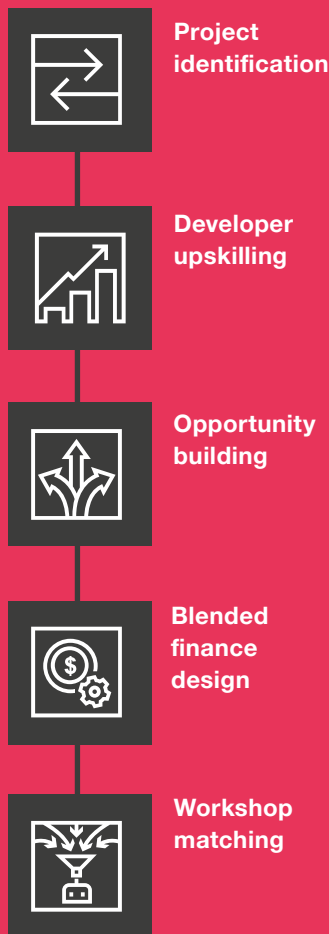 Project
identification
Developer
upskilling
Opportunity
building
$
Blended
finance
design
Workshop
matching